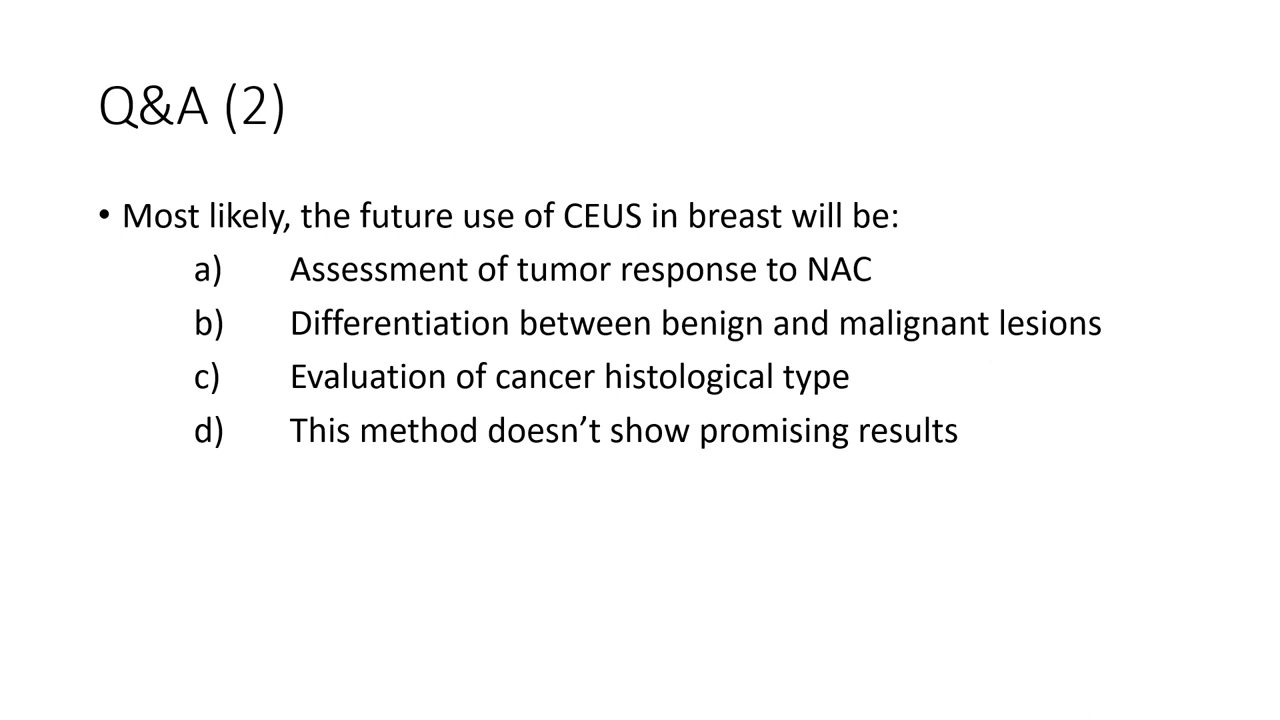 Q&A (2)
• Most likely, the future use of CEUS in breast will be:
a) Assessment of tumor response to NAC
b) Differentiation between benign and malignant lesions
c) Evaluation of cancer histological type
d) This method doesn’t show promising results